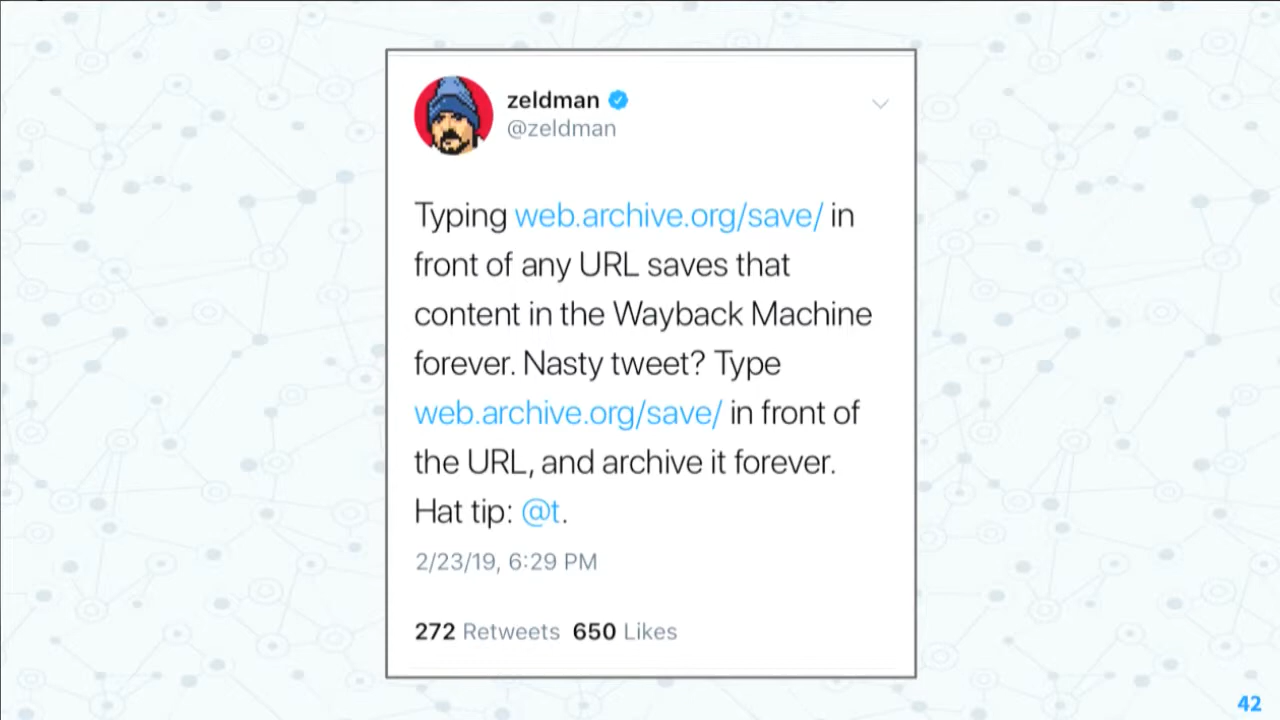 zeldman
@zeldman
Typing web.archive.org/save/ in
front of any URL saves that
content in the Wayback Machine
forever. Nasty tweet? Type
web.archive.org/save/ in front of
the URL, and archive it forever.
Hat tip: @t.
2/23/19, 6:29 PM
272 Retweets 650 Likes
42